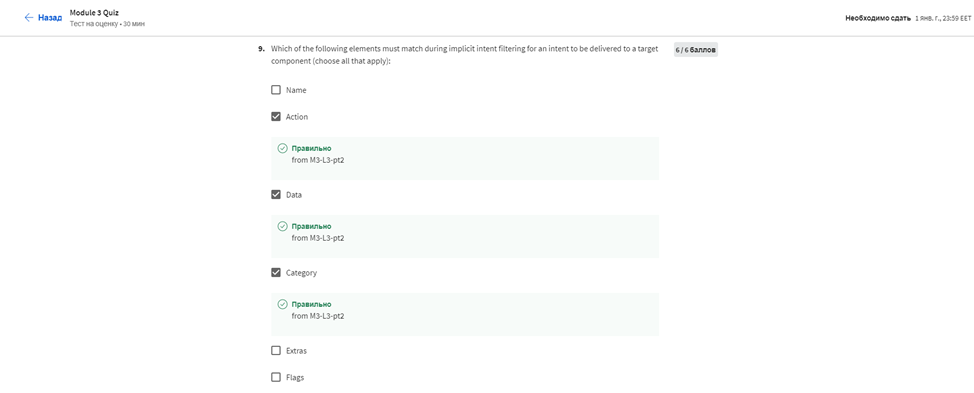 Назад
Module 3 Quiz
Тест на оценку • 30 мин
Необходимо сдать 1 янв. г., 23:59 EET
9. Which of the following elements must match during implicit intent filtering for an intent to be delivered to a target
component (choose all that apply):
6 / 6 баллов
Name
Action
Правильно
from M3-L3-pt2
Data
Правильно
from M3-L3-pt2
Category
Правильно
from M3-L3-pt2
Extras
Flags